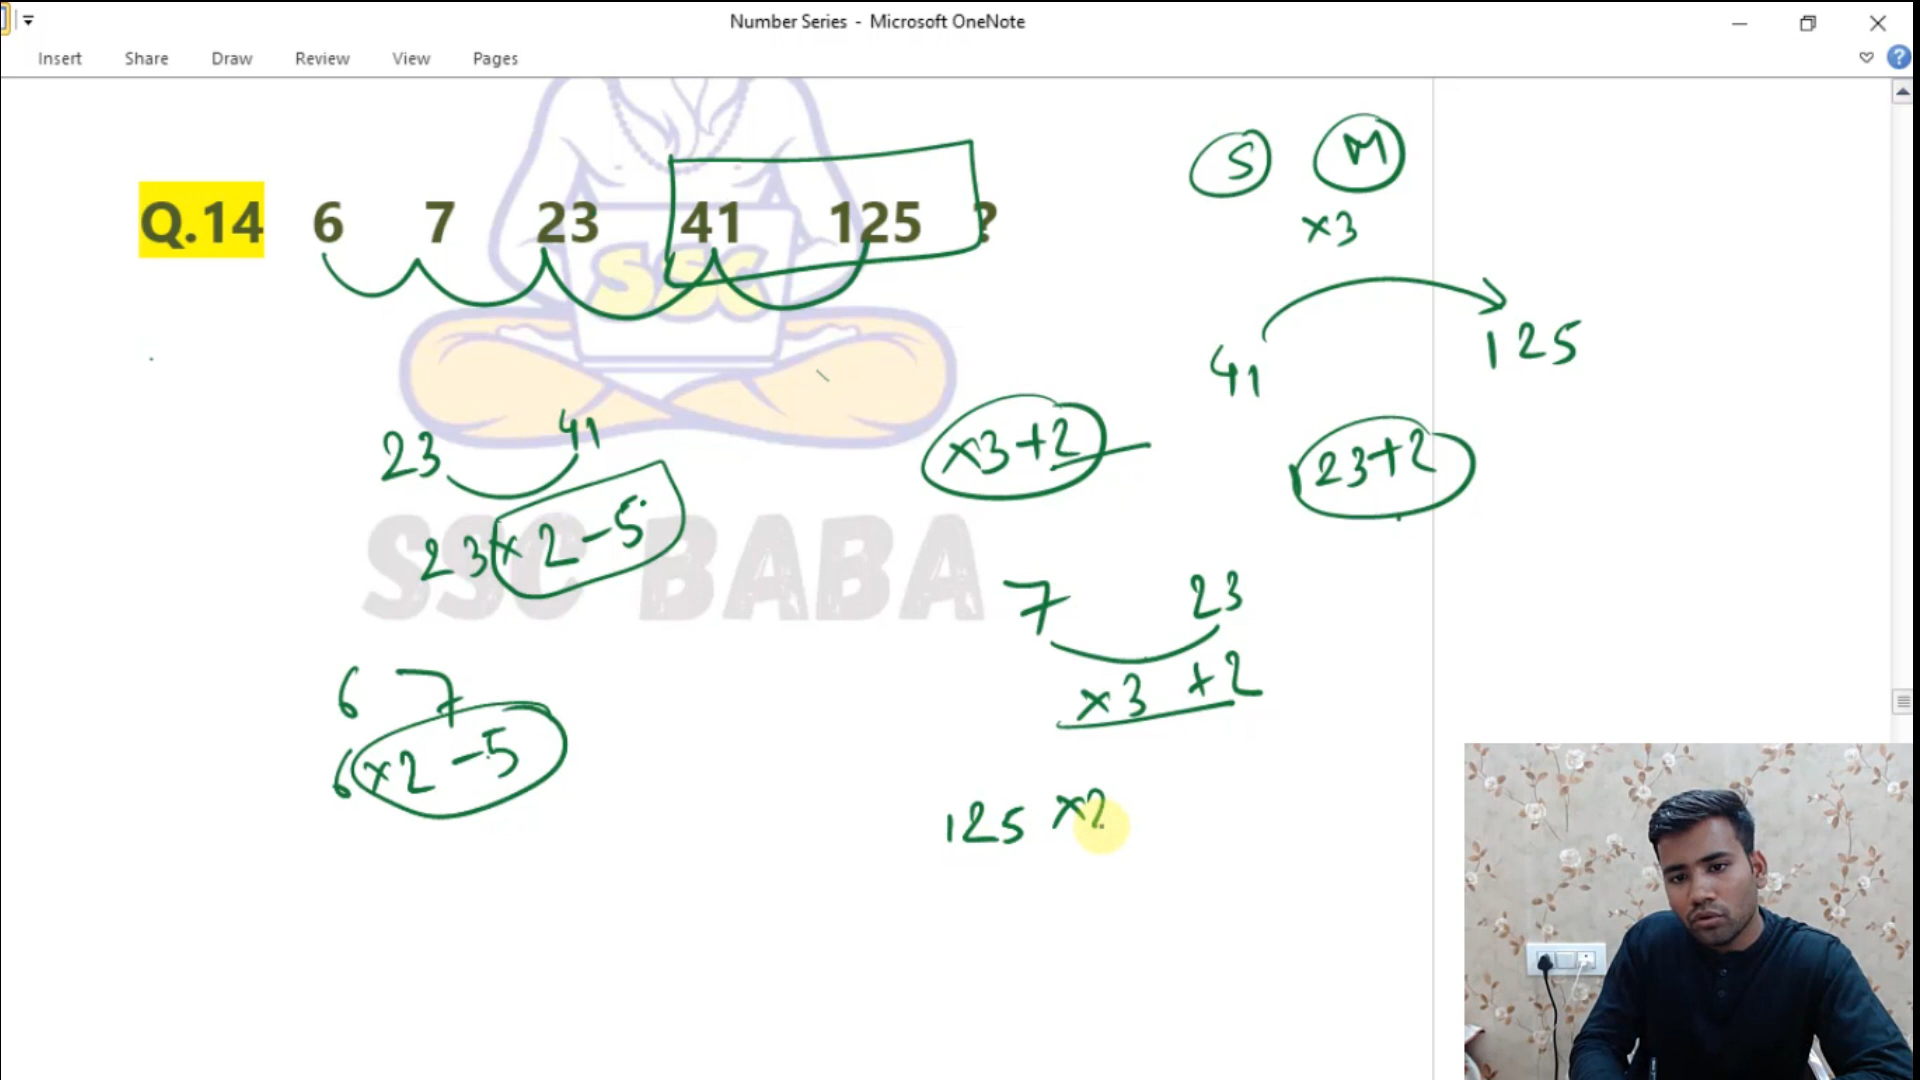 Number Series - Microsoft OneNote
Insert Share Draw Review View Pages
Q.14 6 7 23 41 125 ?
S M
×3
SSC
41 125
23 41
×3+2
123+2
23×2-5
SSC BABA
7 23
×3 +2
6 7
6×2-5
125 ×2